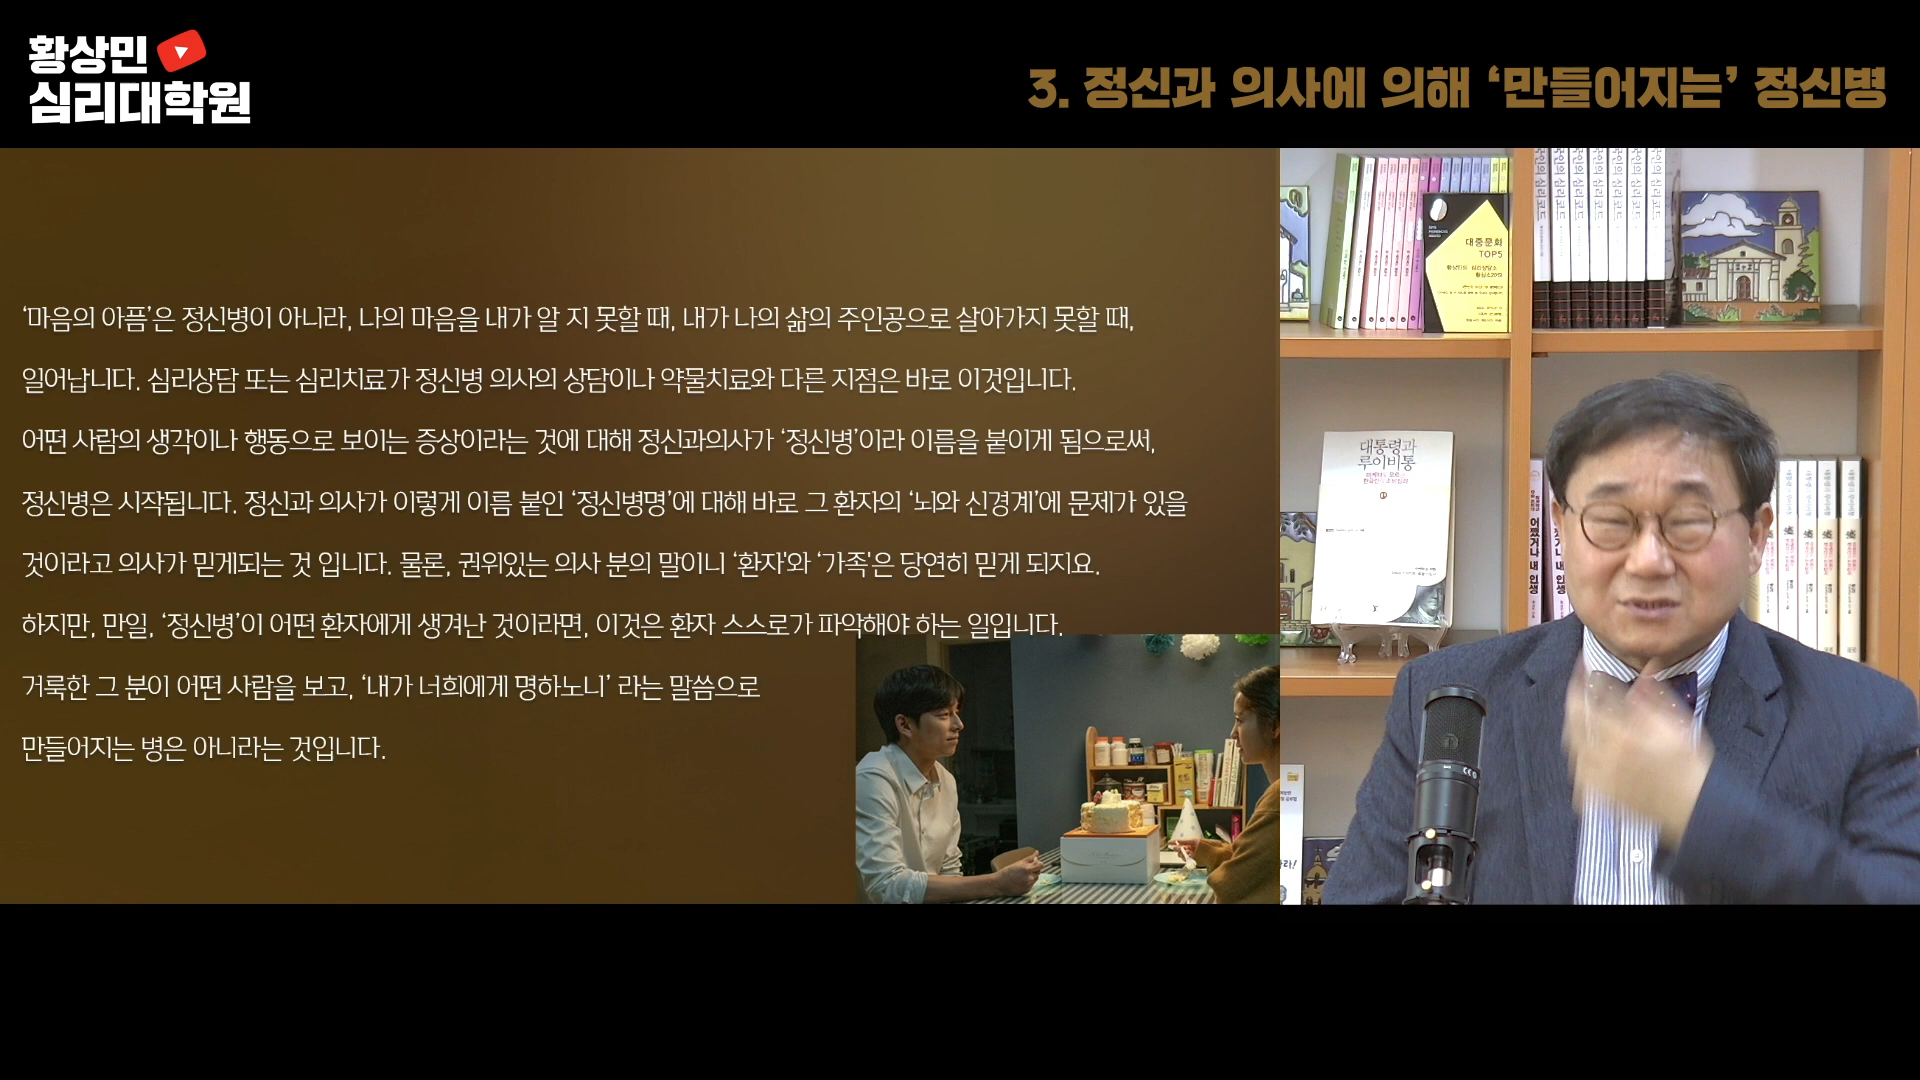 황상민
심리대학원
3. 정신과 의사에 의해 ‘만들어지는’ 정신병
‘마음의 아픔’은 정신병이 아니라, 나의 마음을 내가 알 지 못할 때, 내가 나의 삶의 주인공으로 살아가지 못할 때,
일어납니다. 심리상담 또는 심리치료가 정신병 의사의 상담이나 약물치료와 다른 지점은 바로 이것입니다.
어떤 사람의 생각이나 행동으로 보이는 증상이라는 것에 대해 정신과의사가 ‘정신병’이라 이름을 붙이게 됨으로써,
정신병은 시작됩니다. 정신과 의사가 이렇게 이름 붙인 ‘정신병명’에 대해 바로 그 환자의 ‘뇌와 신경계’에 문제가 있을
것이라고 의사가 믿게되는 것 입니다. 물론, 권위있는 의사 분의 말이니 ‘환자'와 ‘가족'은 당연히 믿게 되지요.
하지만, 만일, ‘정신병’이 어떤 환자에게 생겨난 것이라면, 이것은 환자 스스로가 파악해야 하는 일입니다.
거룩한 그 분이 어떤 사람을 보고, ‘내가 너희에게 명하노니’ 라는 말씀으로
만들어지는 병은 아니라는 것입니다.
대중문화
TOP5
대통령과
루이비통
어쨌거나 내 인생